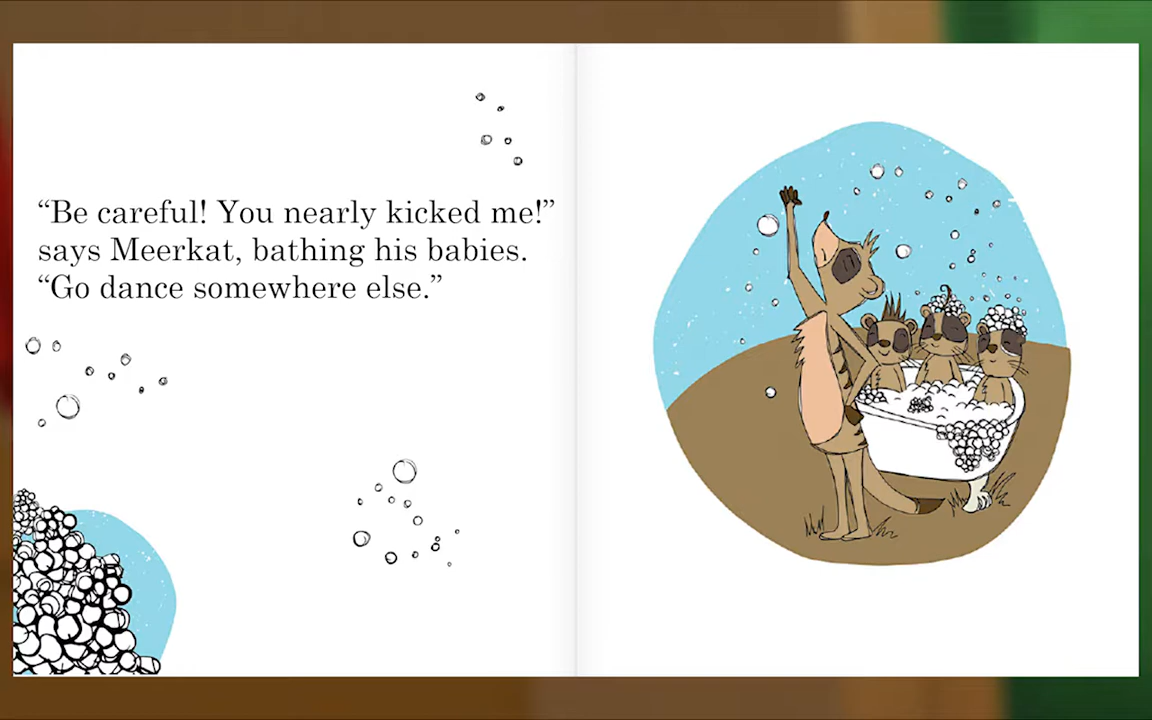 “Be careful! You nearly kicked me!”
says Meerkat, bathing his babies.
“Go dance somewhere else.”